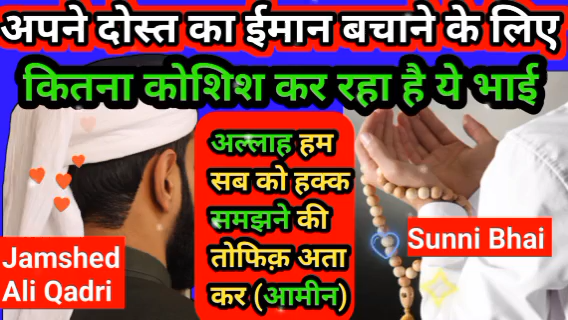 अपने दोस्त का ईमान बचाने के लिए
कितना कोशिश कर रहा है ये भाई
अल्लाह हम
सब को हक्क
समझने की
तोफिक़ अता
कर (आमीन)
Sunni Bhai
Jamshed
Ali Qadri